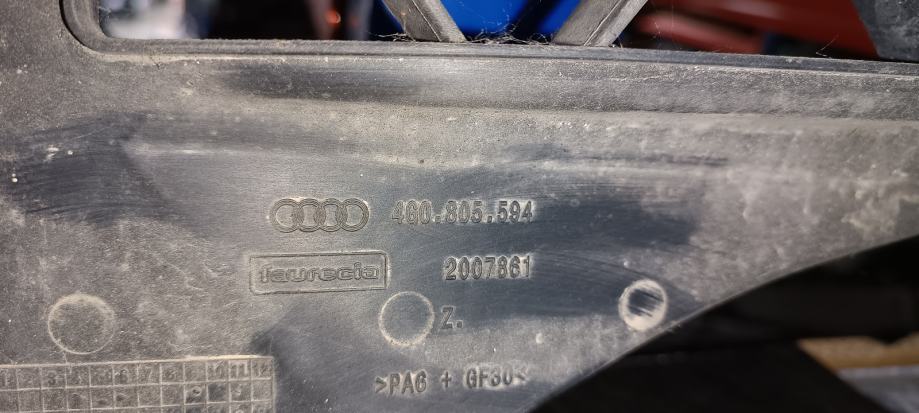 4G0.805.594
faurecia 2007861
Z.
>PA6 + GF30<